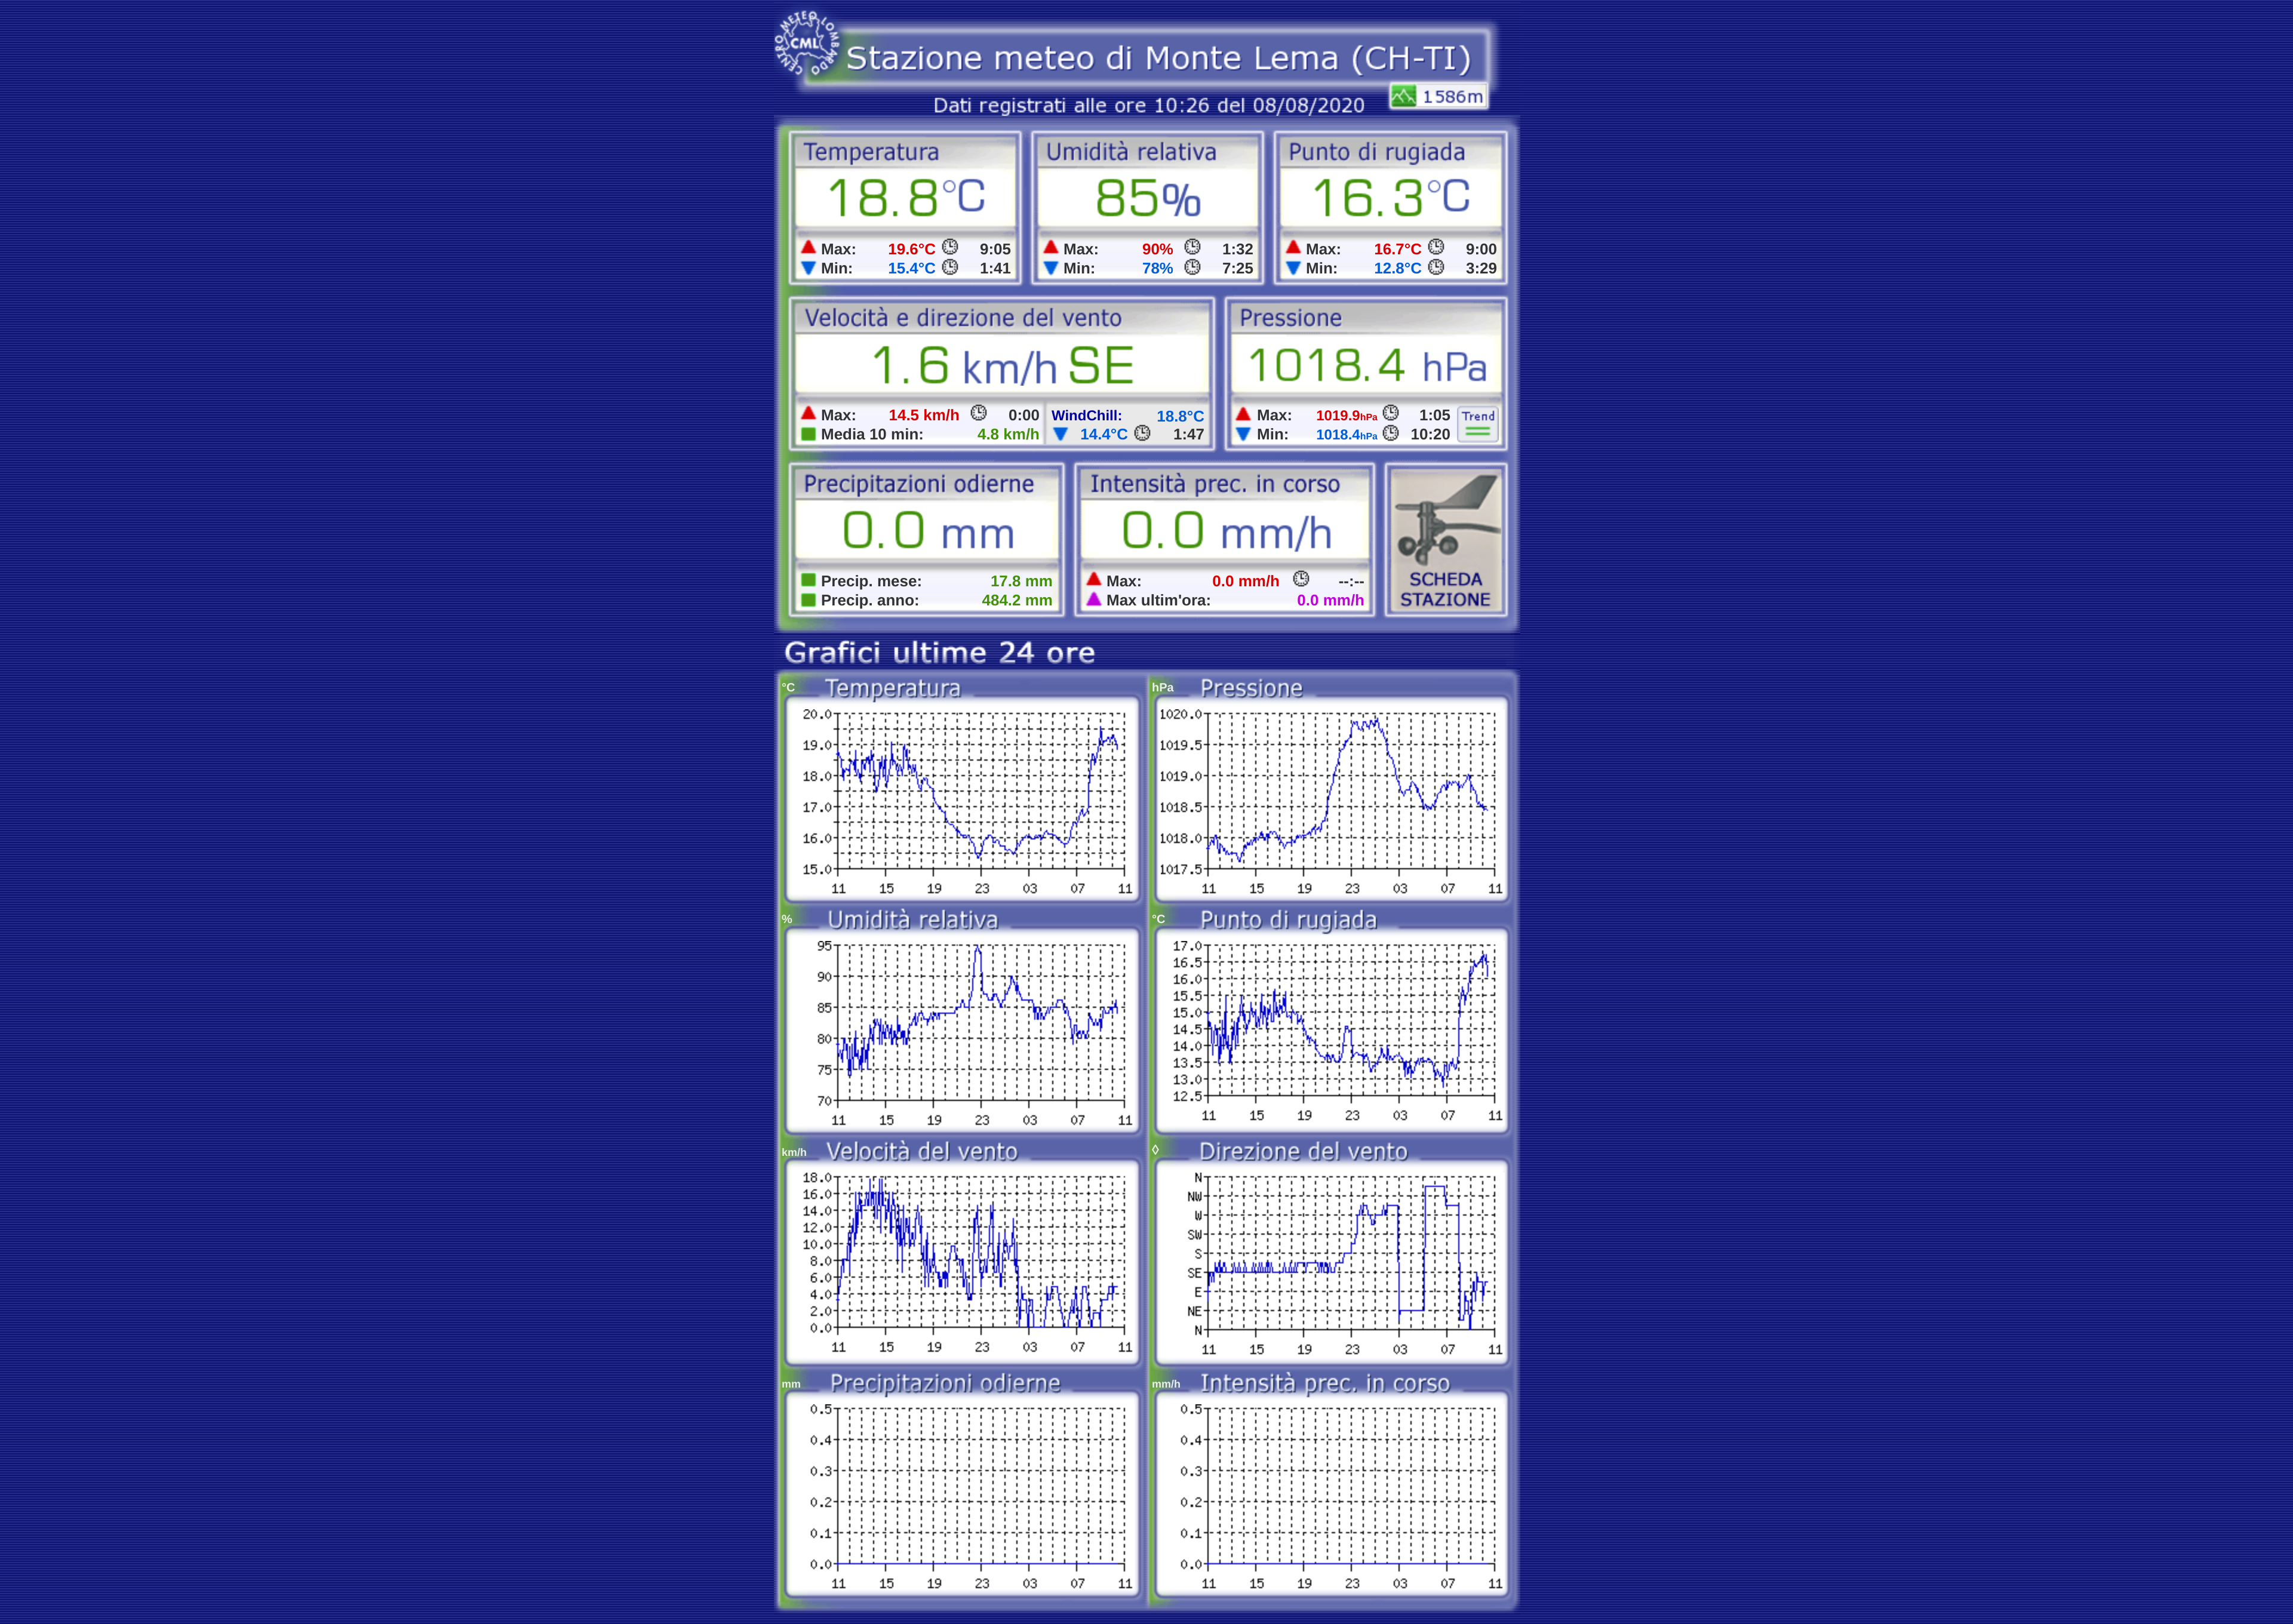 CENTRO METEO LOMBARDO
CML
Stazione meteo di Monte Lema (CH-TI)
1586m
Dati registrati alle ore 10:26 del 08/08/2020
Temperatura
18.8°C
Max: 19.6°C 9:05
Min: 15.4°C 1:41
Umidità relativa
85%
Max: 90% 1:32
Min: 78% 7:25
Punto di rugiada
16.3°C
Max: 16.7°C 9:00
Min: 12.8°C 3:29
Velocità e direzione del vento
1.6 km/h SE
Max: 14.5 km/h 0:00
Media 10 min: 4.8 km/h
WindChill: 18.8°C
14.4°C 1:47
Pressione
1018.4 hPa
Max: 1019.9hPa 1:05
Min: 1018.4hPa 10:20
Trend
Precipitazioni odierne
0.0 mm
Precip. mese: 17.8 mm
Precip. anno: 484.2 mm
Intensità prec. in corso
0.0 mm/h
Max: 0.0 mm/h --:--
Max ultim'ora: 0.0 mm/h
SCHEDA
STAZIONE
Grafici ultime 24 ore
°C Temperatura
20.0
19.0
18.0
17.0
16.0
15.0
11 15 19 23 03 07 11
hPa Pressione
1020.0
1019.5
1019.0
1018.5
1018.0
1017.5
11 15 19 23 03 07 11
% Umidità relativa
95
90
85
80
75
70
11 15 19 23 03 07 11
°C Punto di rugiada
17.0
16.5
16.0
15.5
15.0
14.5
14.0
13.5
13.0
12.5
11 15 19 23 03 07 11
km/h Velocità del vento
18.0
16.0
14.0
12.0
10.0
8.0
6.0
4.0
2.0
0.0
11 15 19 23 03 07 11
◊ Direzione del vento
N
NW
W
SW
S
SE
E
NE
N
11 15 19 23 03 07 11
mm Precipitazioni odierne
0.5
0.4
0.3
0.2
0.1
0.0
11 15 19 23 03 07 11
mm/h Intensità prec. in corso
0.5
0.4
0.3
0.2
0.1
0.0
11 15 19 23 03 07 11